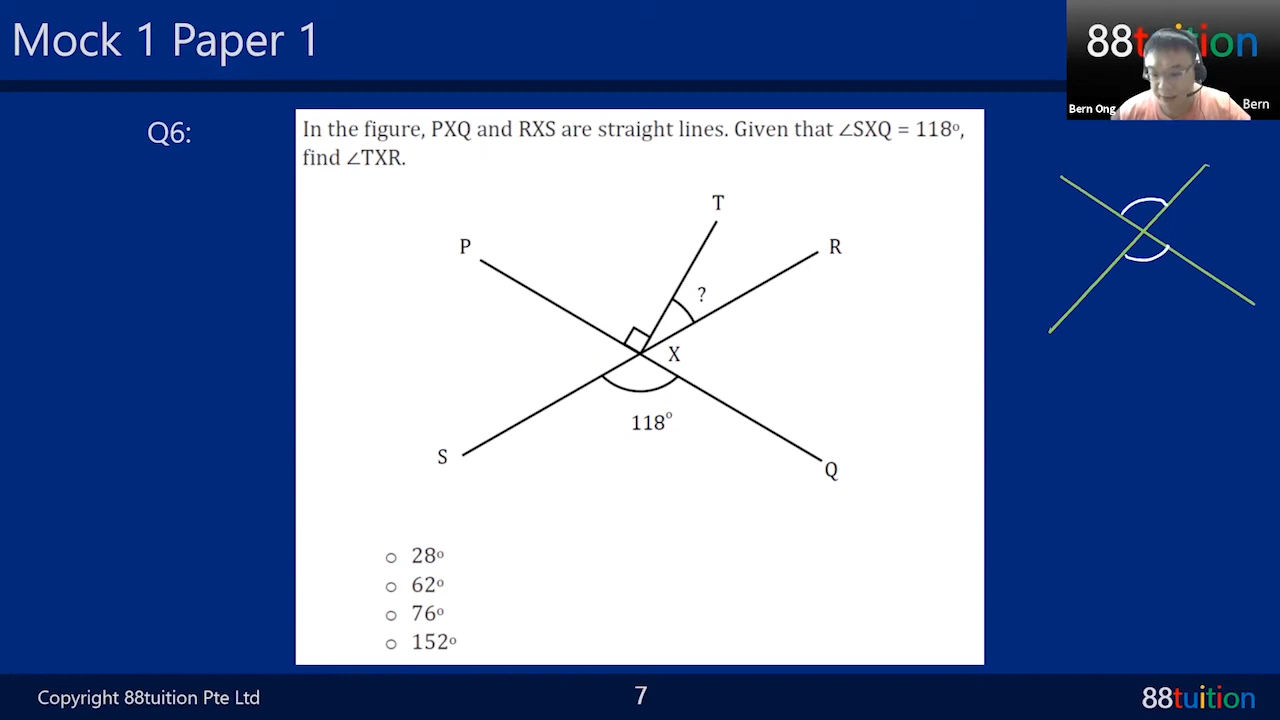 Mock 1 Paper 1
88tuition
Bern Ong
Bern
Q6:
In the figure, PXQ and RXS are straight lines. Given that ∠SXQ = 118°,
find ∠TXR.
T
P
R
?
X
118°
S
Q
28°
62°
76°
152°
Copyright 88tuition Pte Ltd
7
88tuition